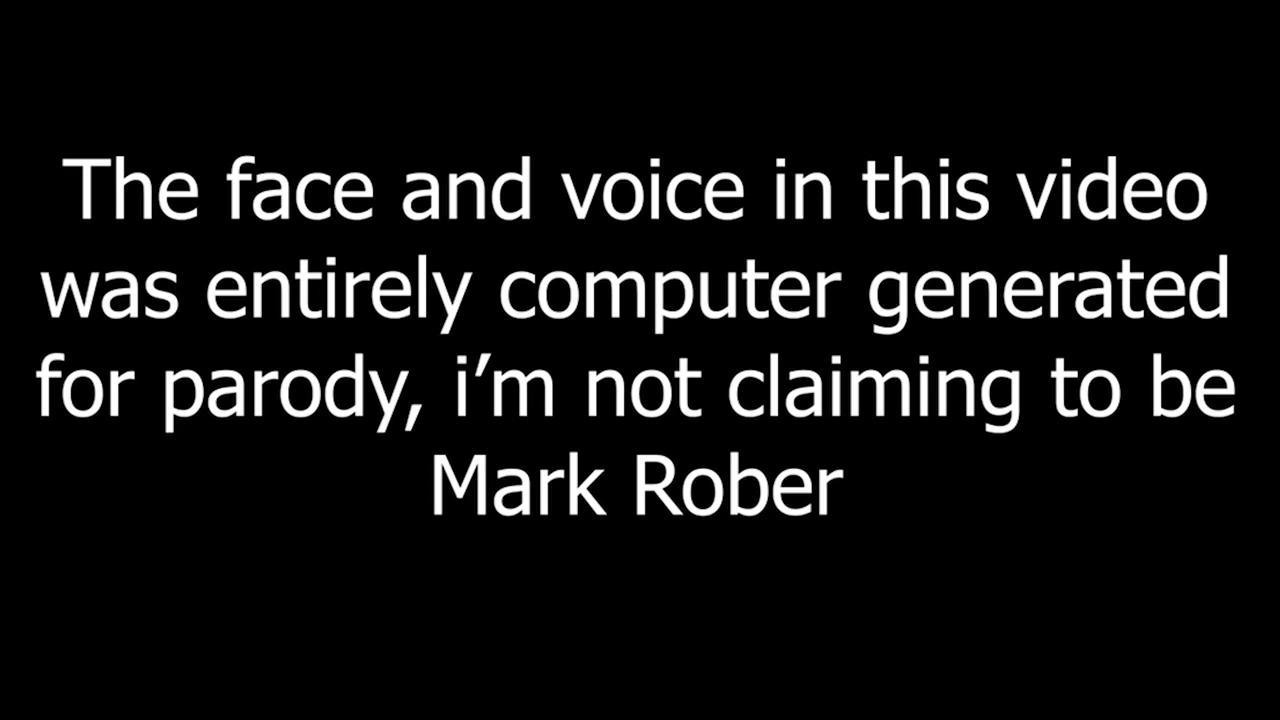 The face and voice in this video
was entirely computer generated
for parody, i’m not claiming to be
Mark Rober